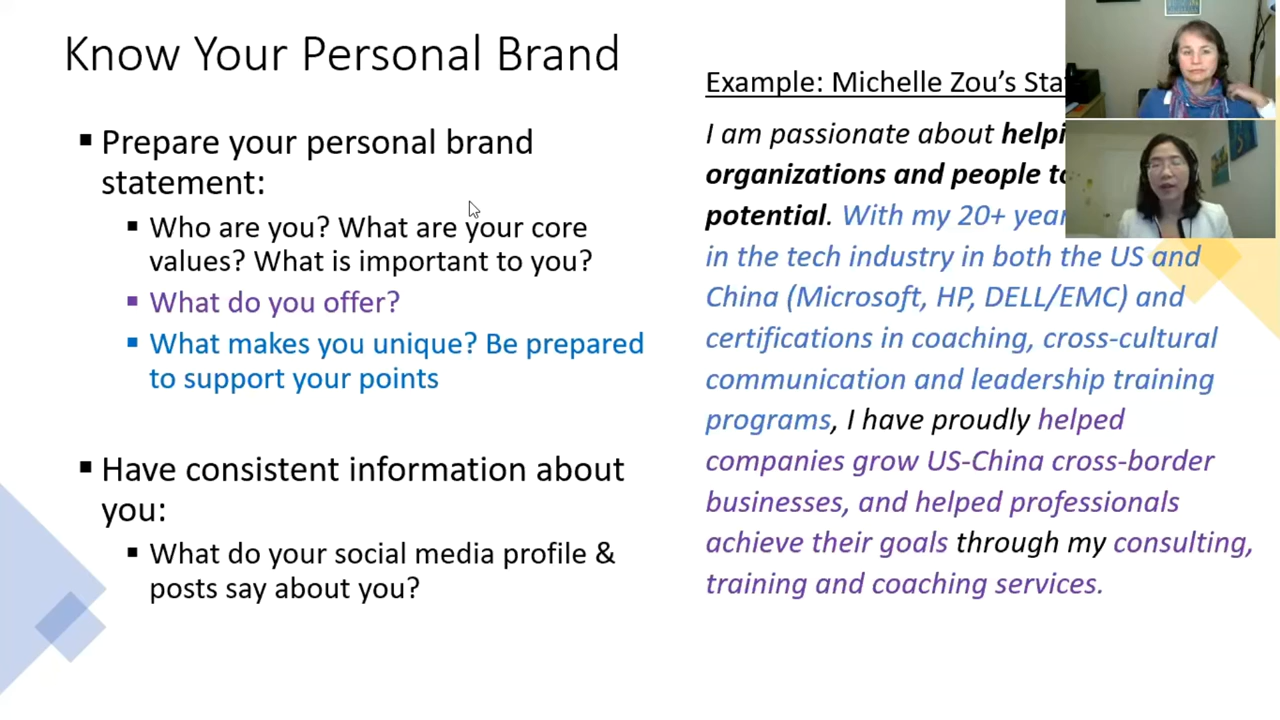 Know Your Personal Brand
▪ Prepare your personal brand
statement:
▪ Who are you? What are your core
values? What is important to you?
▪ What do you offer?
▪ What makes you unique? Be prepared
to support your points
▪ Have consistent information about
you:
▪ What do your social media profile &
posts say about you?
Example: Michelle Zou's
I am passionate about
organizations and people
potential. With my 20+
in the tech industry in both the US and
China (Microsoft, HP, DELL/EMC) and
certifications in coaching, cross-cultural
communication and leadership training
programs, I have proudly helped
companies grow US-China cross-border
businesses, and helped professionals
achieve their goals through my consulting,
training and coaching services.